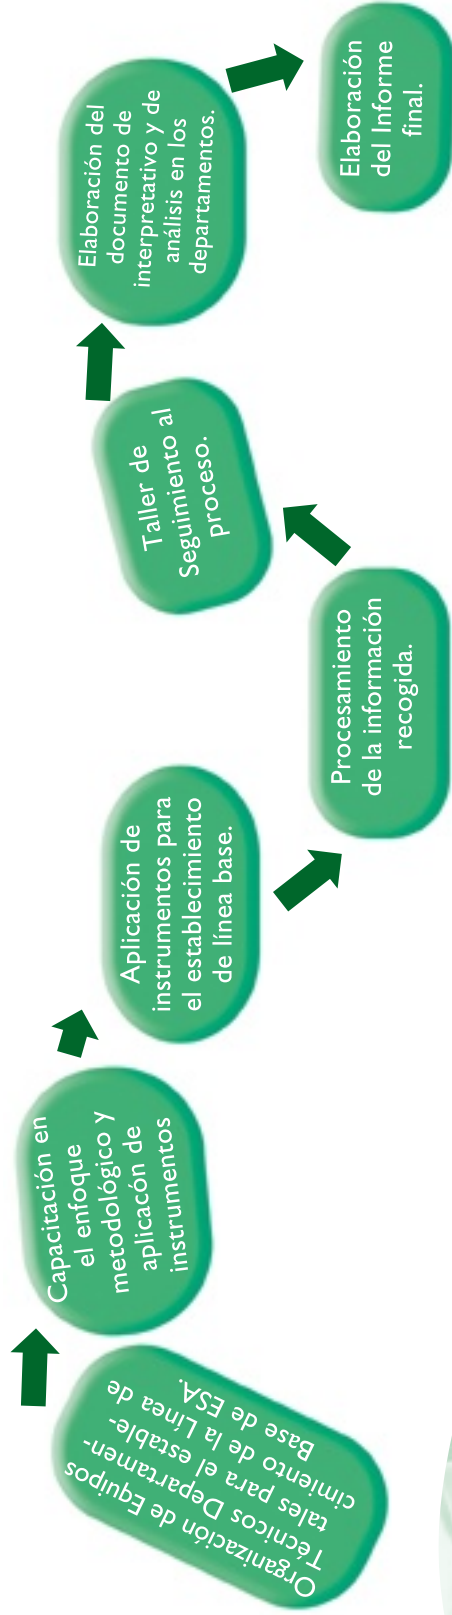 Organización de Equipos
Técnicos Departamen-
tales para el estable-
cimiento de la Línea de
Base de ESA.
Capacitación en
el enfoque
metodológico y
aplicacón de
instrumentos
Aplicación de
instrumentos para
el establecimiento
de línea base.
Procesamiento
de la información
recogida.
Taller de
Seguimiento al
proceso.
Elaboración del
documento de
interpretativo y de
análisis en los
departamentos.
Elaboración
del Informe
final.